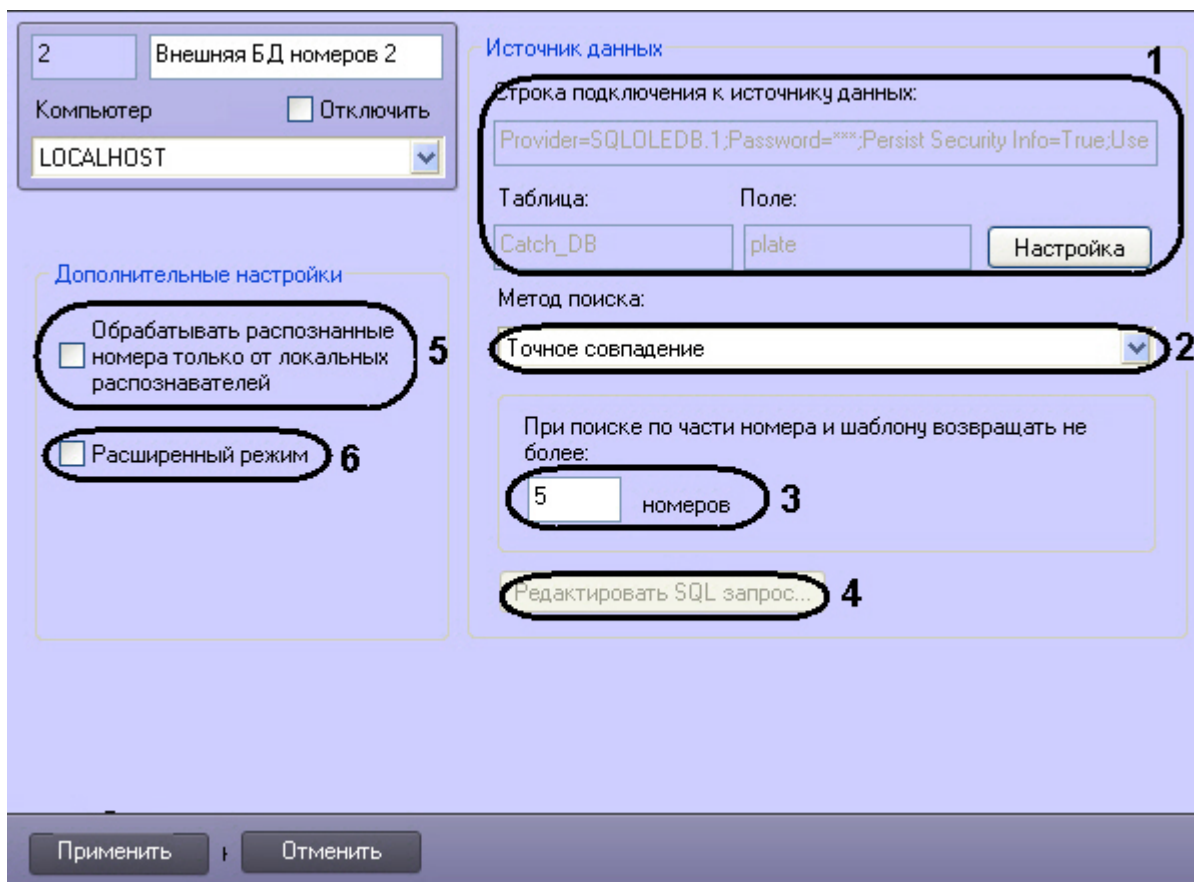 2
Внешняя БД номеров 2
Компьютер
Отключить
LOCALHOST
Источник данных
1
Строка подключения к источнику данных:
Provider=SQLOLEDB.1;Password=***;Persist Security Info=True;Use
Таблица:
Поле:
Catch_DB
plate
Настройка
Метод поиска:
Точное совпадение
2
При поиске по части номера и шаблону возвращать не
более:
5
номеров
3
Редактировать SQL запрос...
4
Дополнительные настройки
Обрабатывать распознанные
номера только от локальных
распознавателей
5
Расширенный режим
6
Применить
Отменить